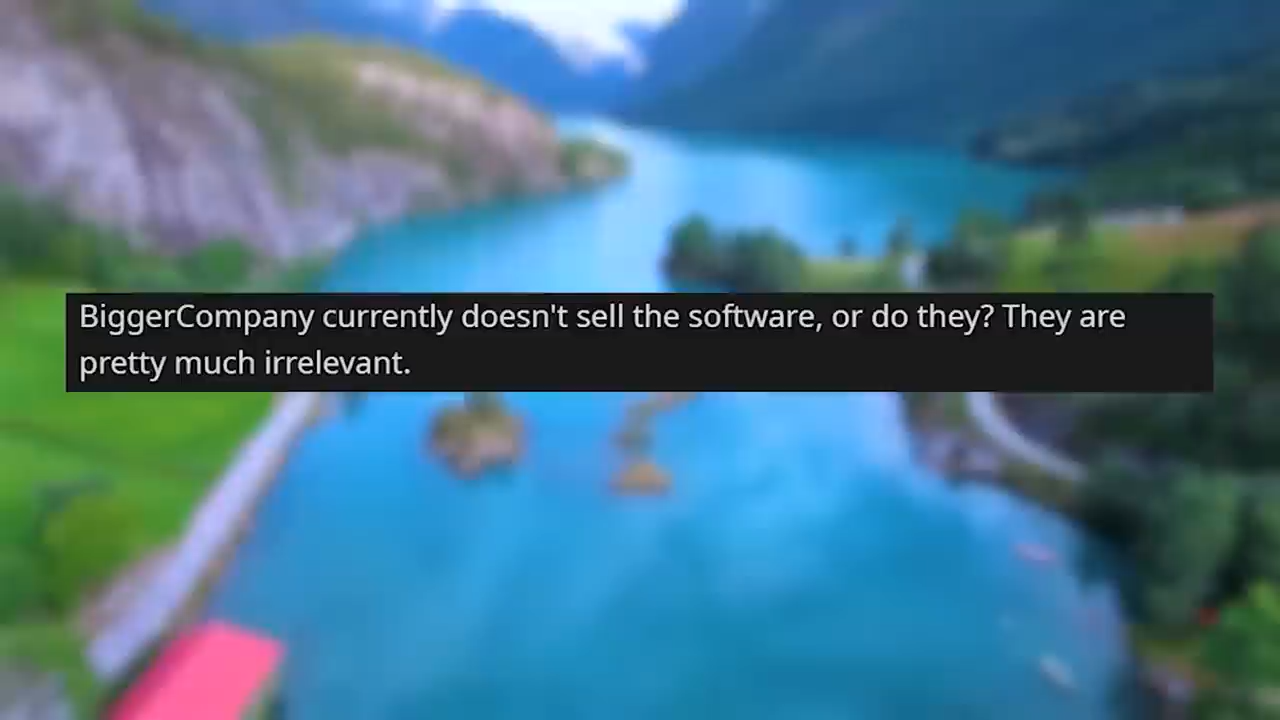 BiggerCompany currently doesn't sell the software, or do they? They are
pretty much irrelevant.